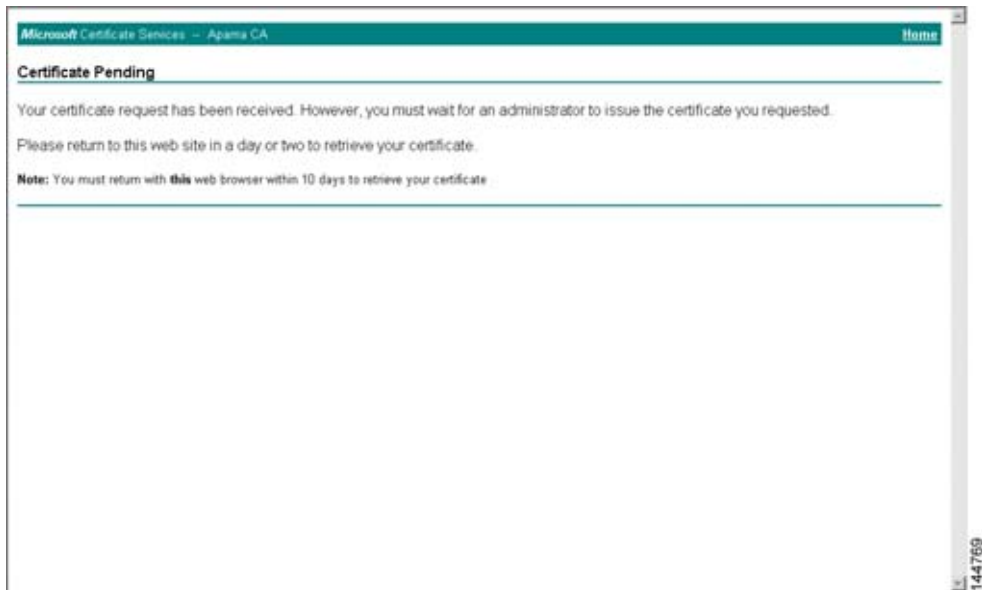 Microsoft Certificate Services -- Aparna CA Home
Certificate Pending
Your certificate request has been received. However, you must wait for an administrator to issue the certificate you requested.
Please return to this web site in a day or two to retrieve your certificate.
Note: You must return with this web browser within 10 days to retrieve your certificate
144769